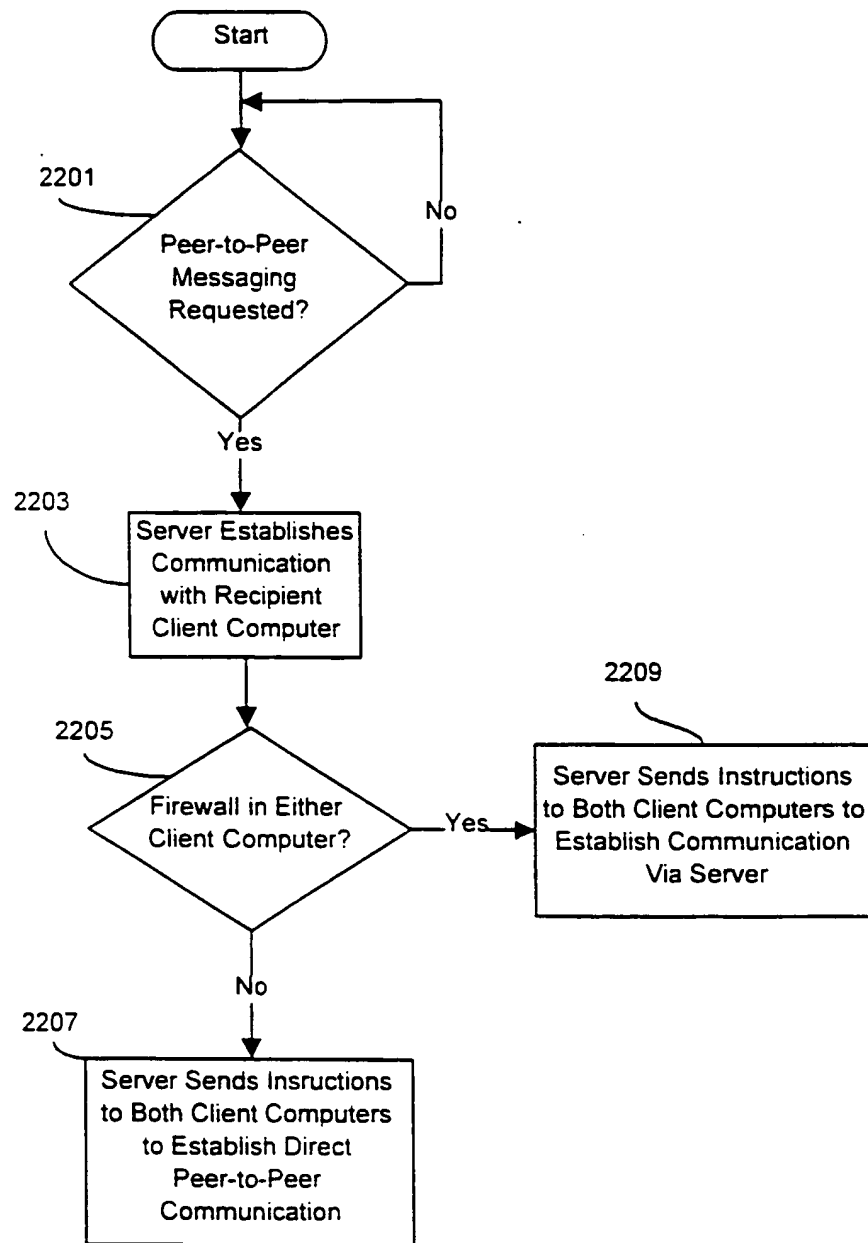 Start
2201
No
Peer-to-Peer
Messaging
Requested?
Yes
2203
Server Establishes
Communication
with Recipient
Client Computer
2209
2205
Server Sends Instructions
to Both Client Computers to
Establish Communication
Via Server
Firewall in Either
Client Computer?
Yes
No
2207
Server Sends Insructions
to Both Client Computers
to Establish Direct
Peer-to-Peer
Communication